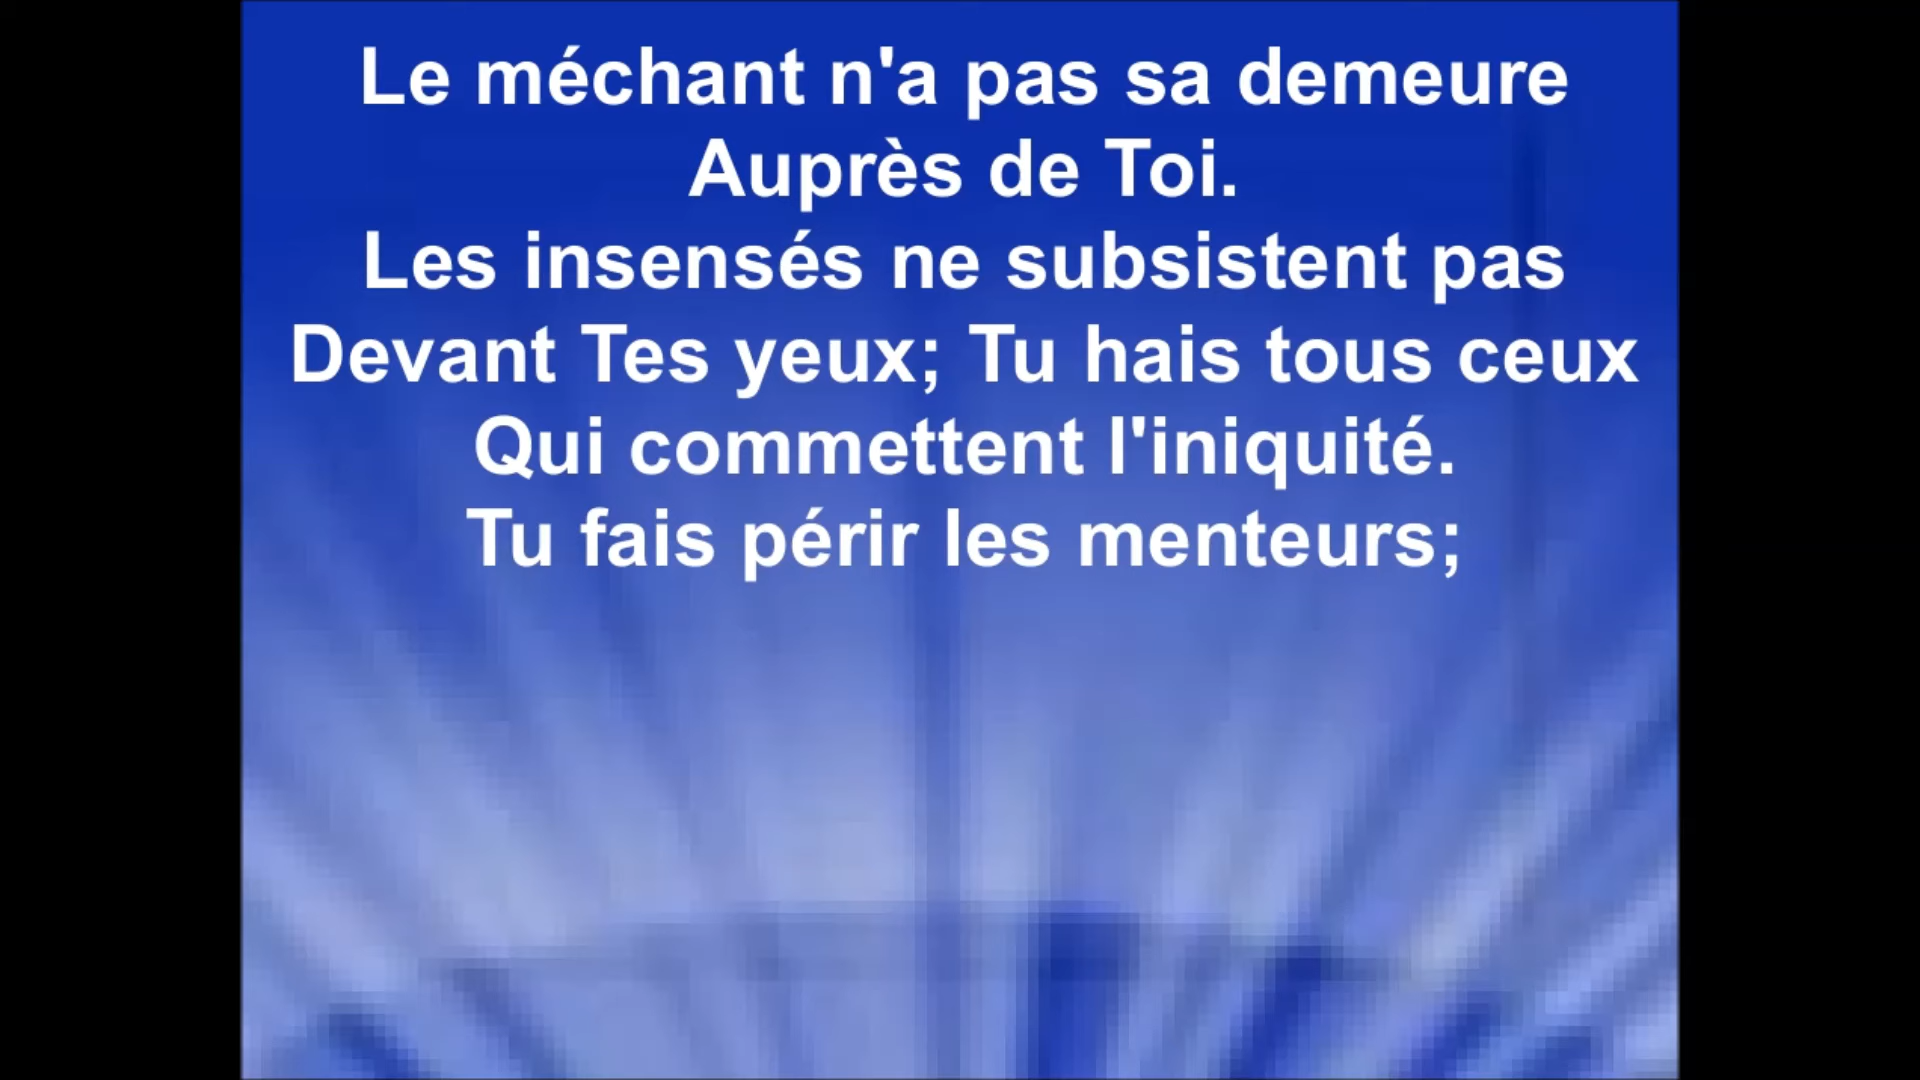 Le méchant n'a pas sa demeure
Auprès de Toi.
Les insensés ne subsistent pas
Devant Tes yeux; Tu hais tous ceux
Qui commettent l'iniquité.
Tu fais périr les menteurs;